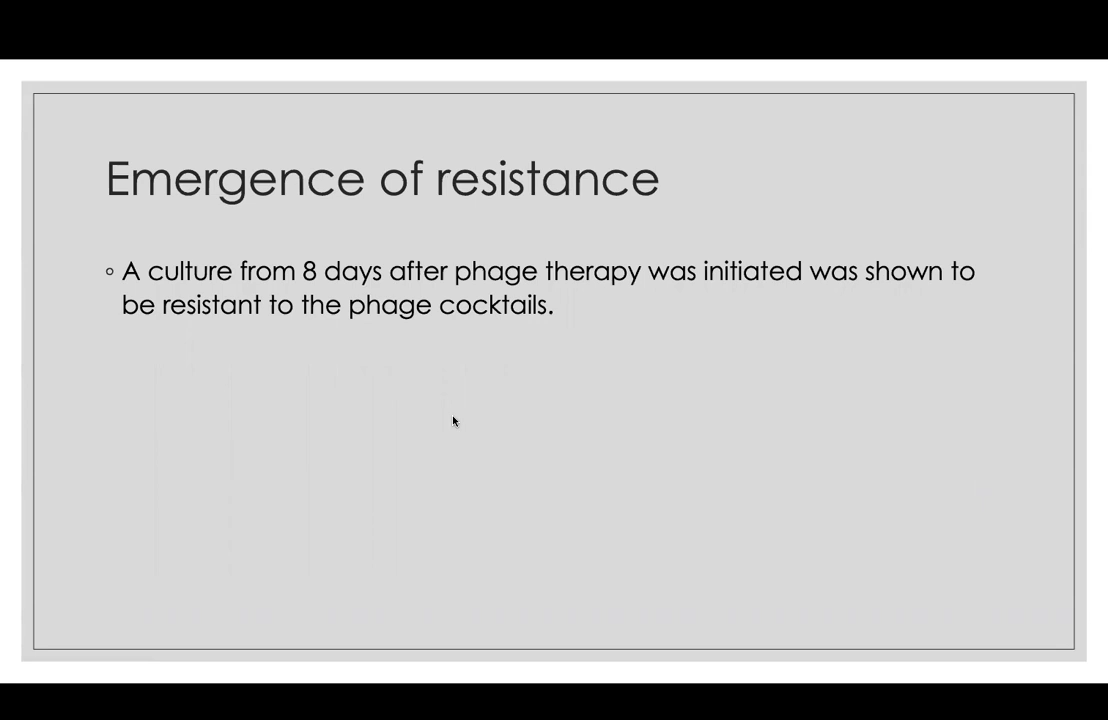 Emergence of resistance
◦ A culture from 8 days after phage therapy was initiated was shown to
be resistant to the phage cocktails.